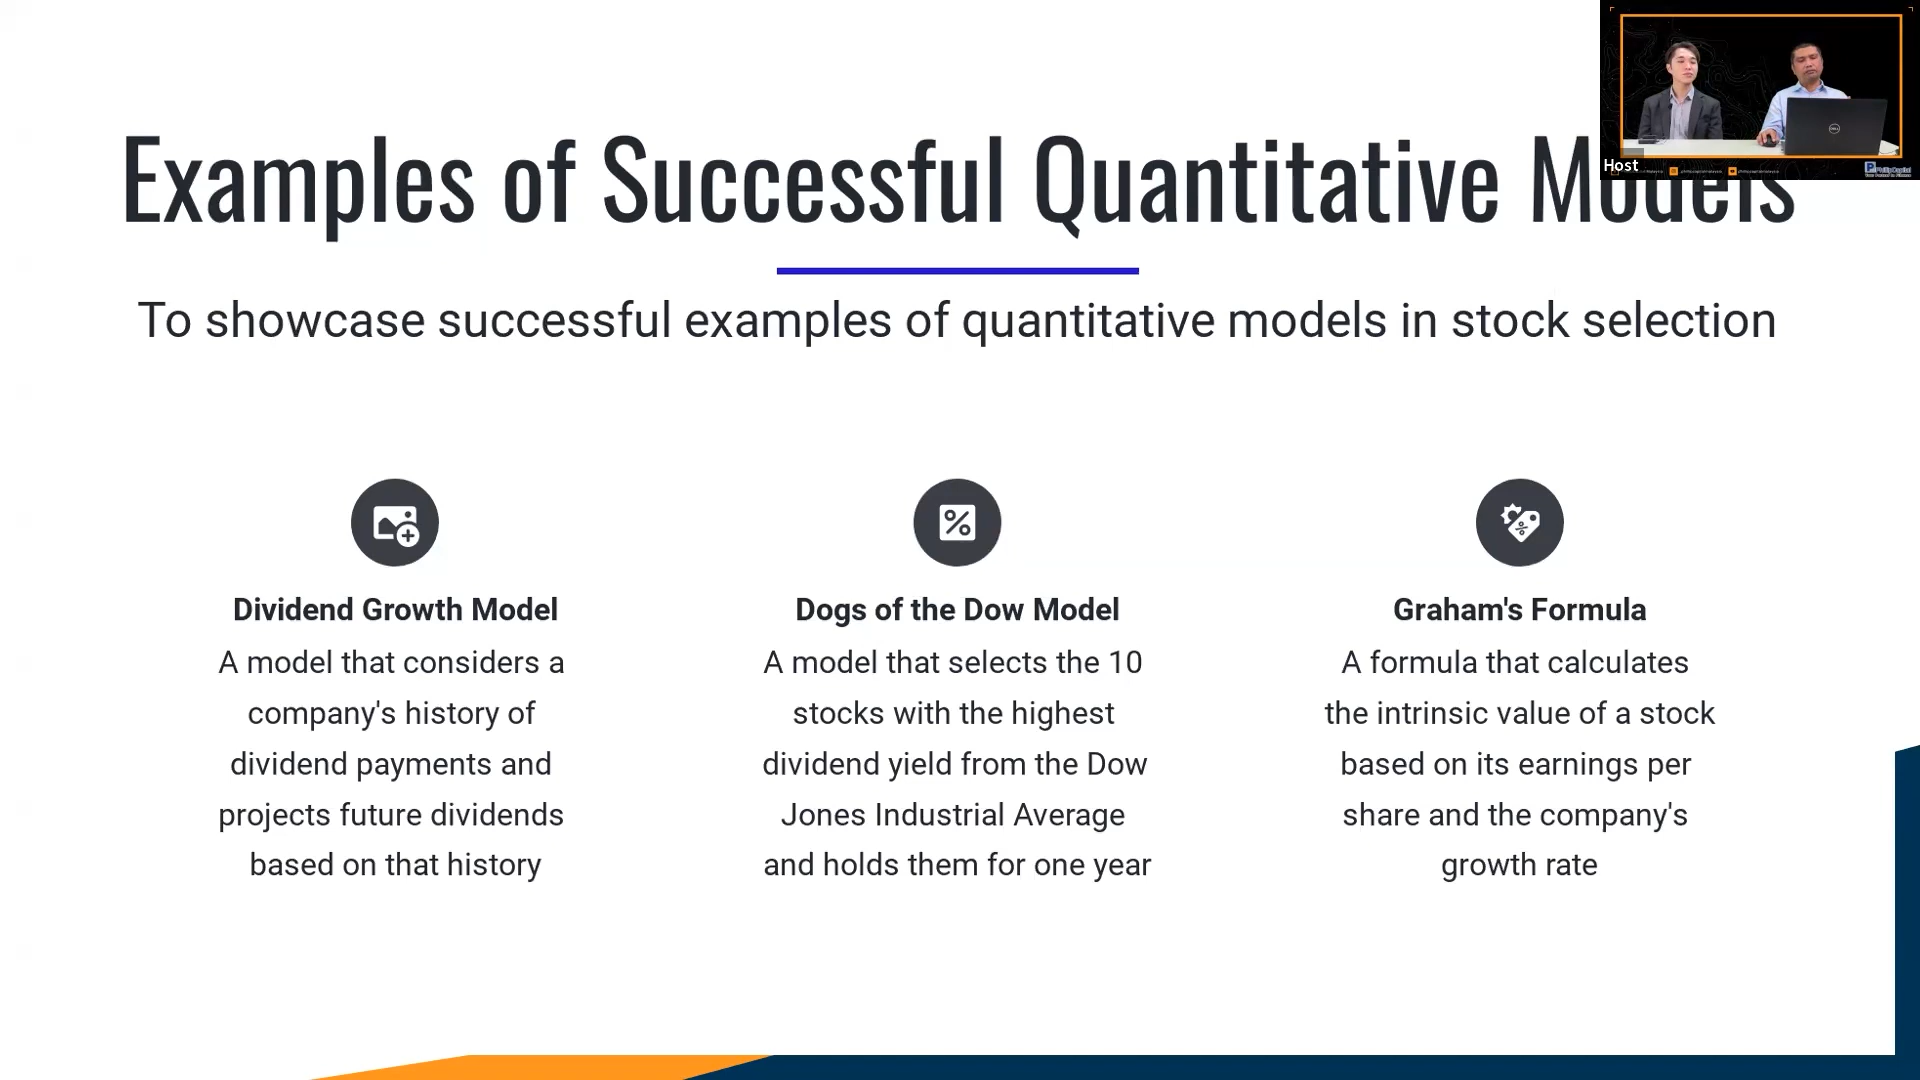 Examples of Successful Quantitative Models
To showcase successful examples of quantitative models in stock selection
Host
PhillipCapital
Dividend Growth Model
A model that considers a
company's history of
dividend payments and
projects future dividends
based on that history
Dogs of the Dow Model
A model that selects the 10
stocks with the highest
dividend yield from the Dow
Jones Industrial Average
and holds them for one year
Graham's Formula
A formula that calculates
the intrinsic value of a stock
based on its earnings per
share and the company's
growth rate